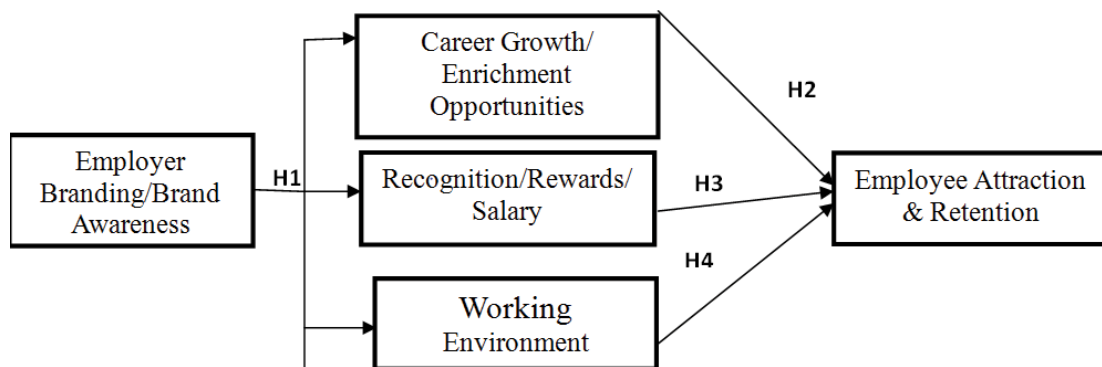 Career Growth/
Enrichment
Opportunities
H2
Employer
Branding/Brand
Awareness
H1
Recognition/Rewards/
Salary
H3
Employee Attraction
& Retention
H4
Working
Environment